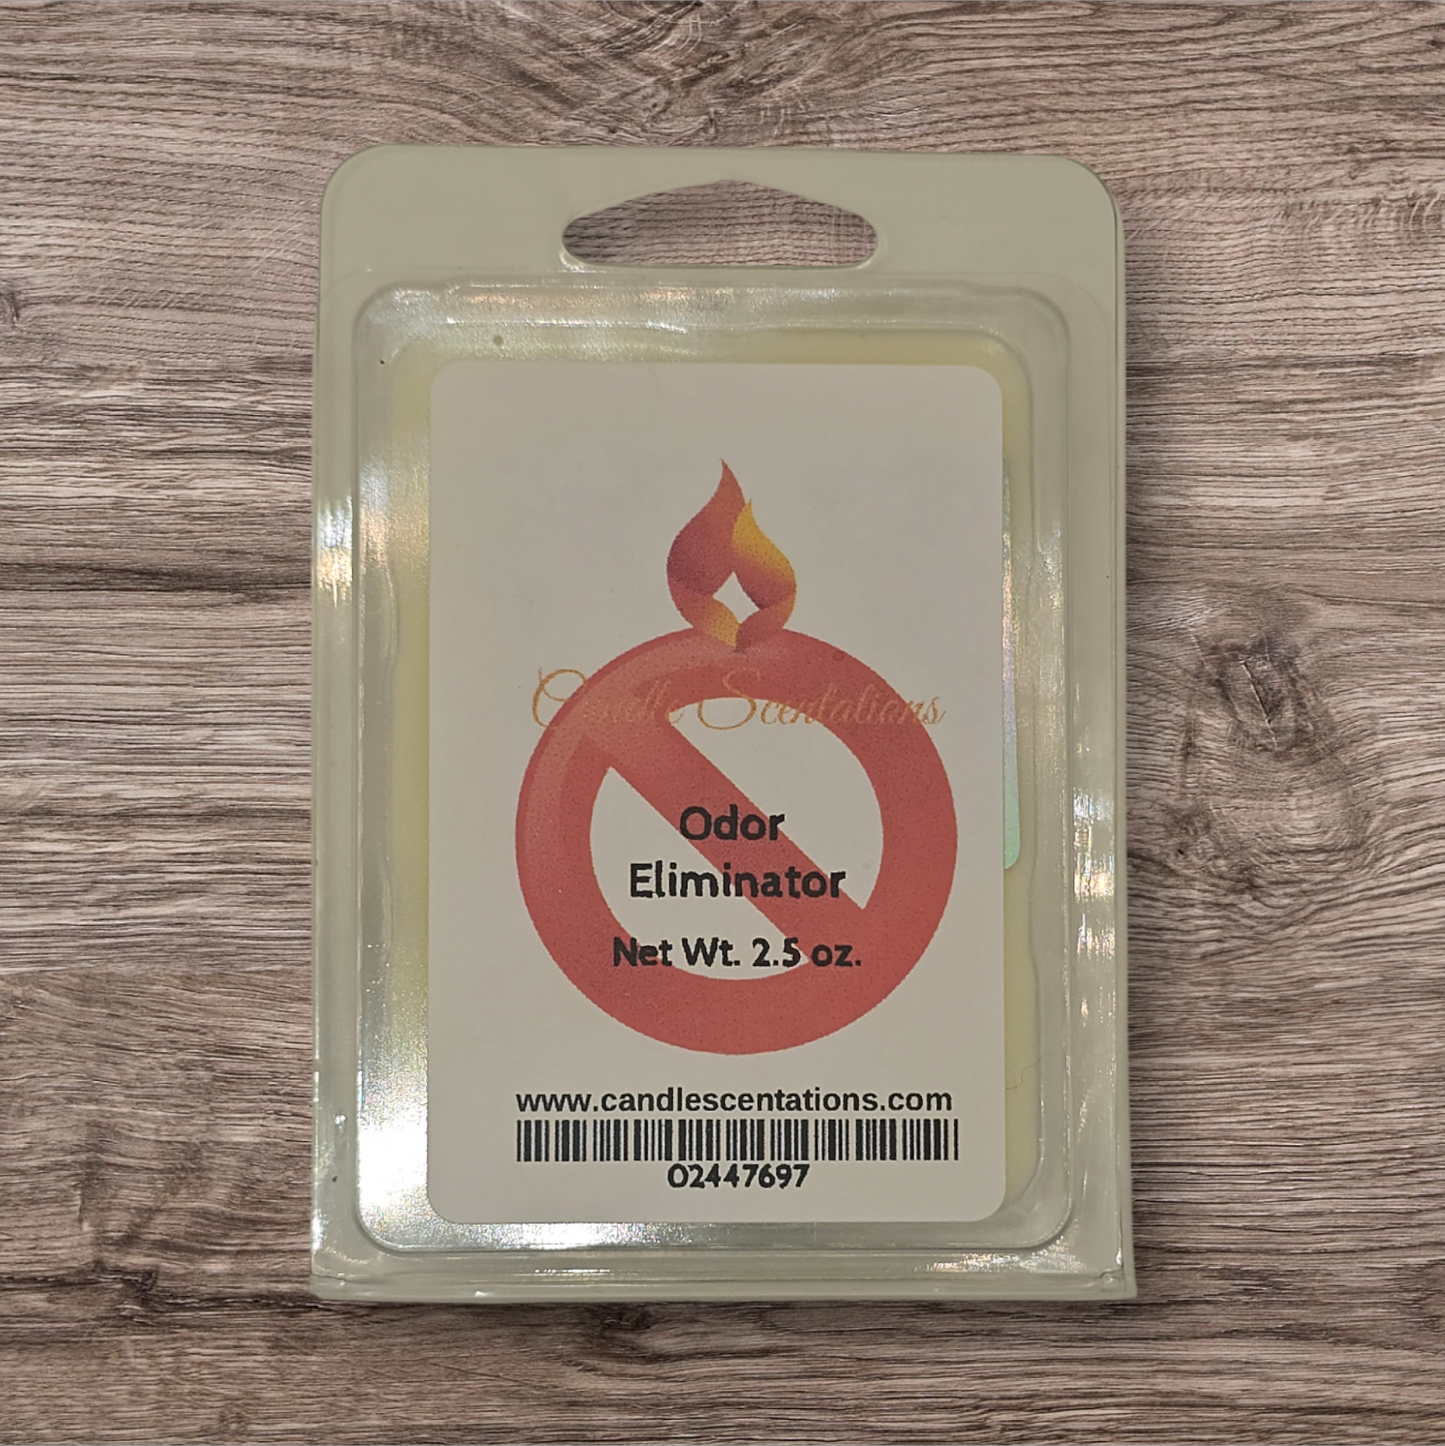 Candle Scentations
Odor
Eliminator
Net Wt. 2.5 oz.
www.candlescentations.com
02447697